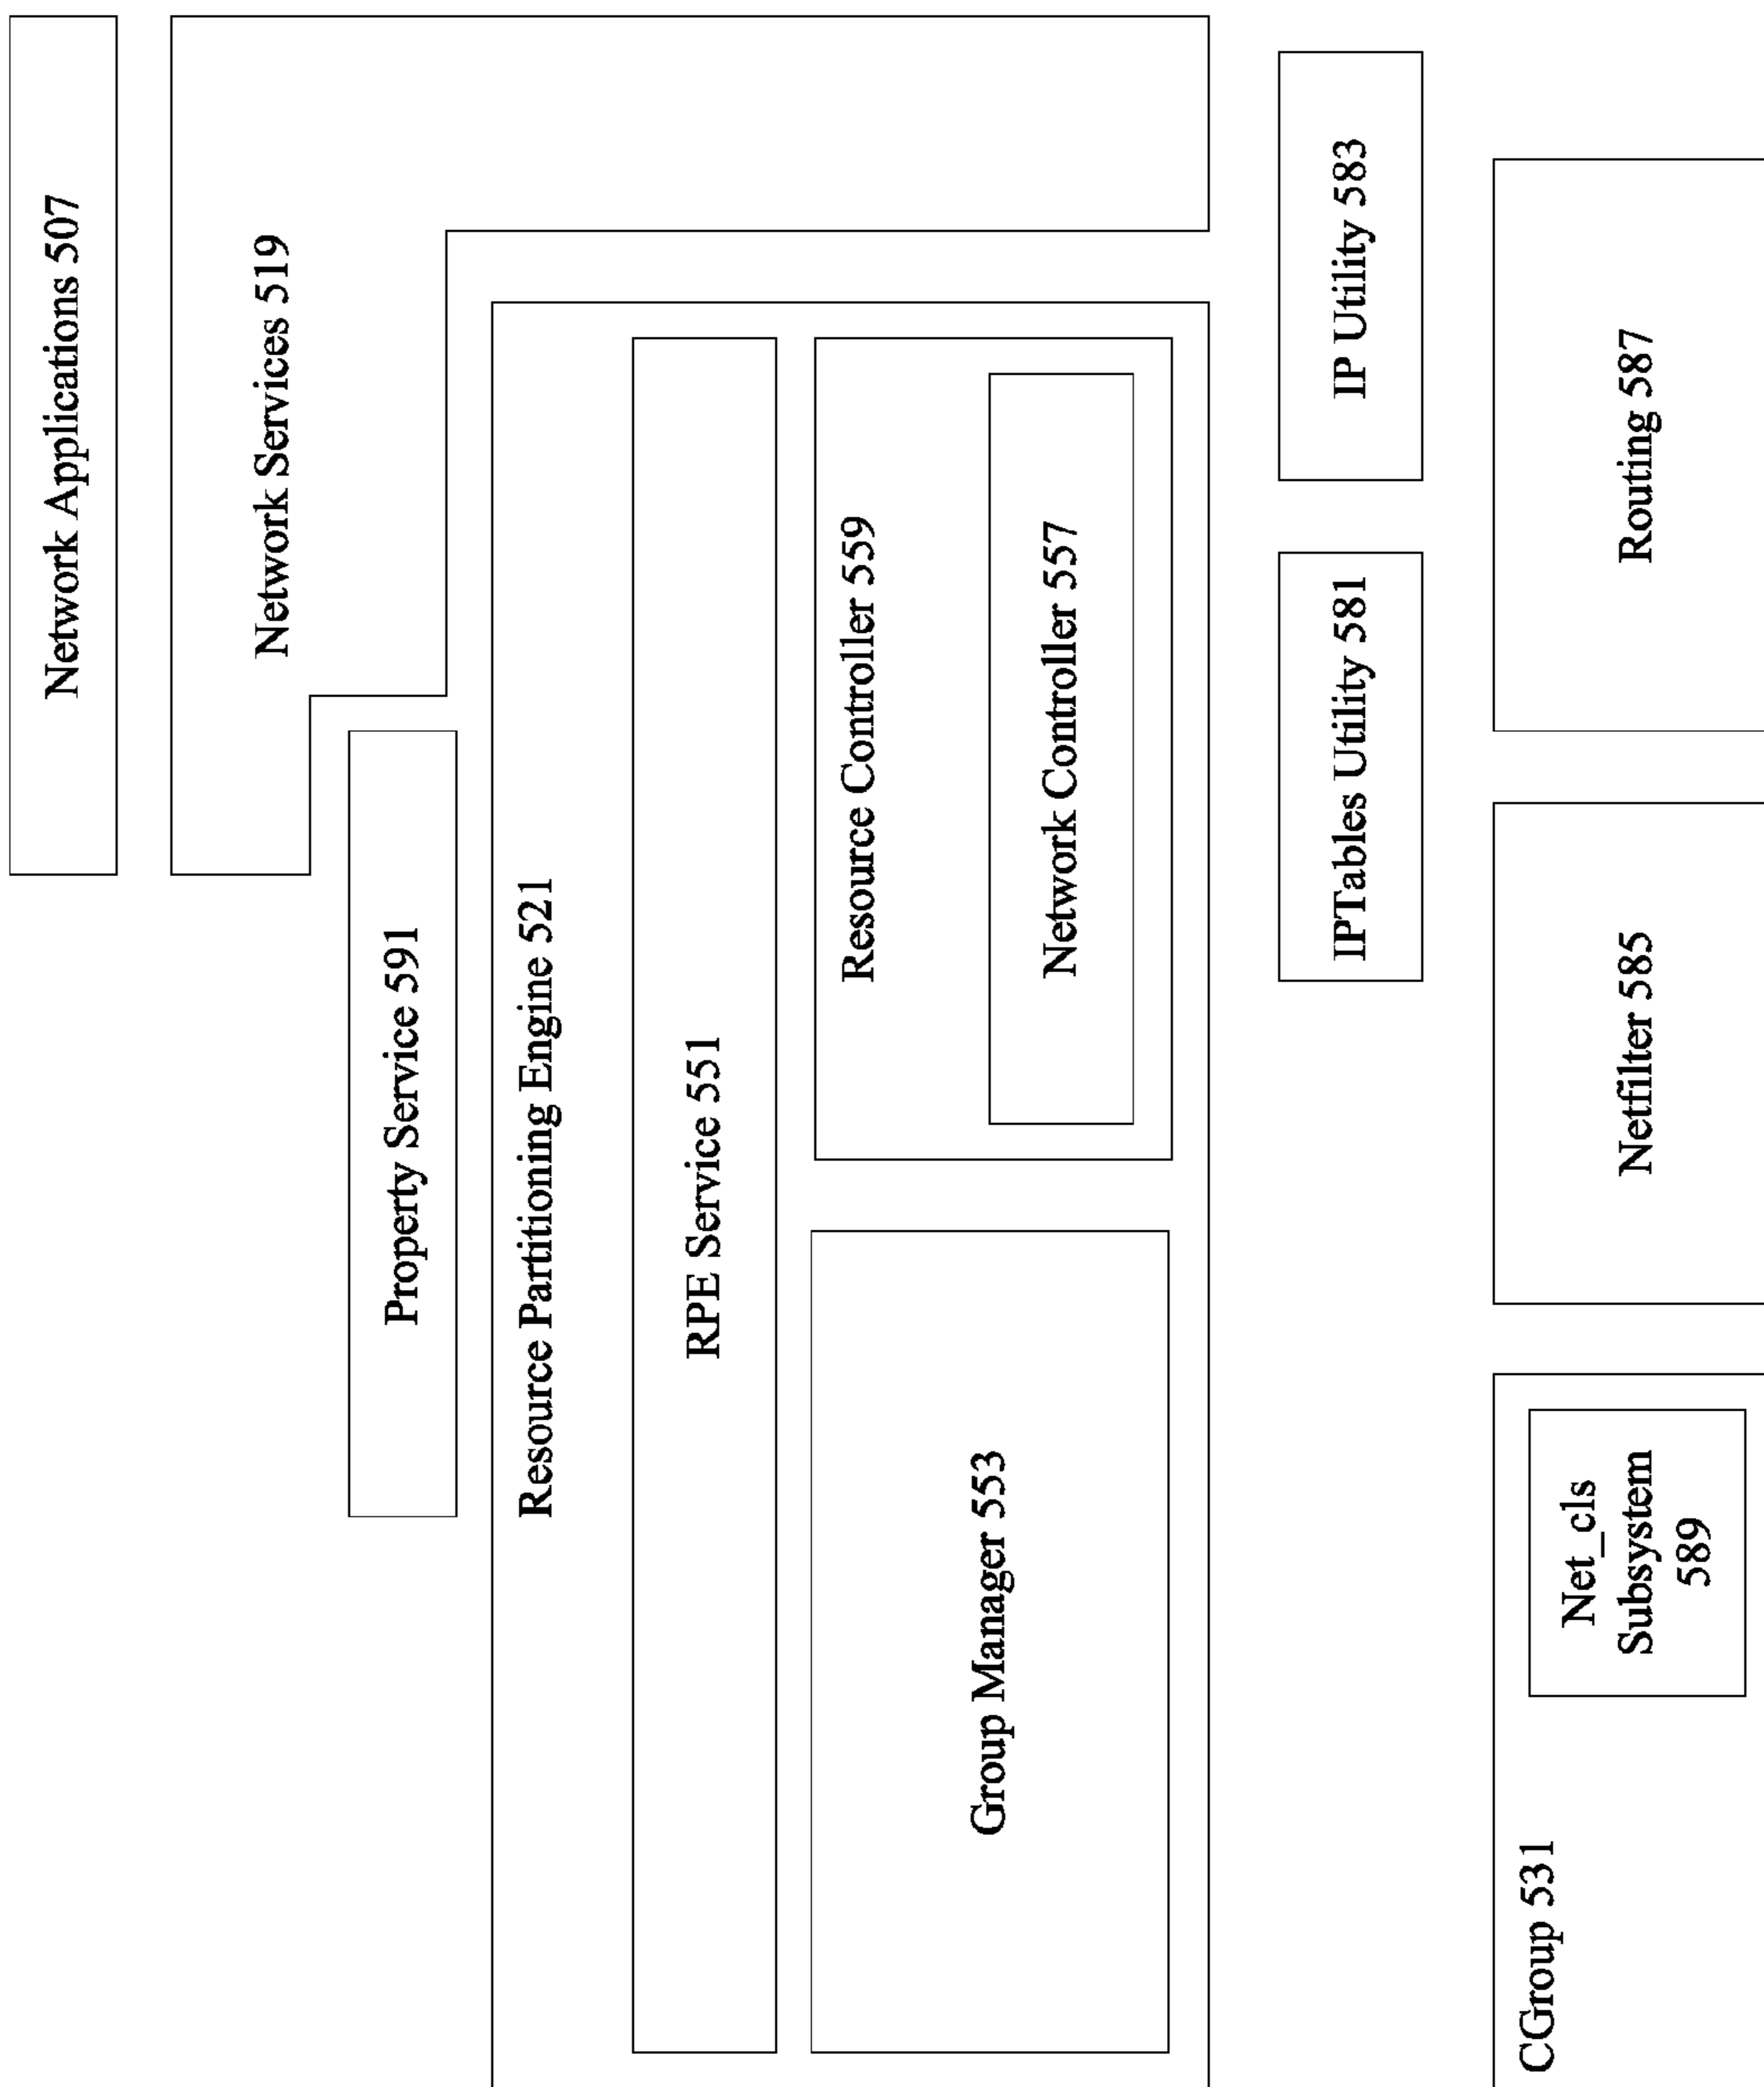 Network Applications 507
Network Services 519
Property Service 591
Resource Partitioning Engine 521
RPE Service 551
Group Manager 553
Resource Controller 559
Network Controller 557
IPTables Utility 581
IP Utility 583
CGroup 531
Net_cls
Subsystem
589
Netfilter 585
Routing 587